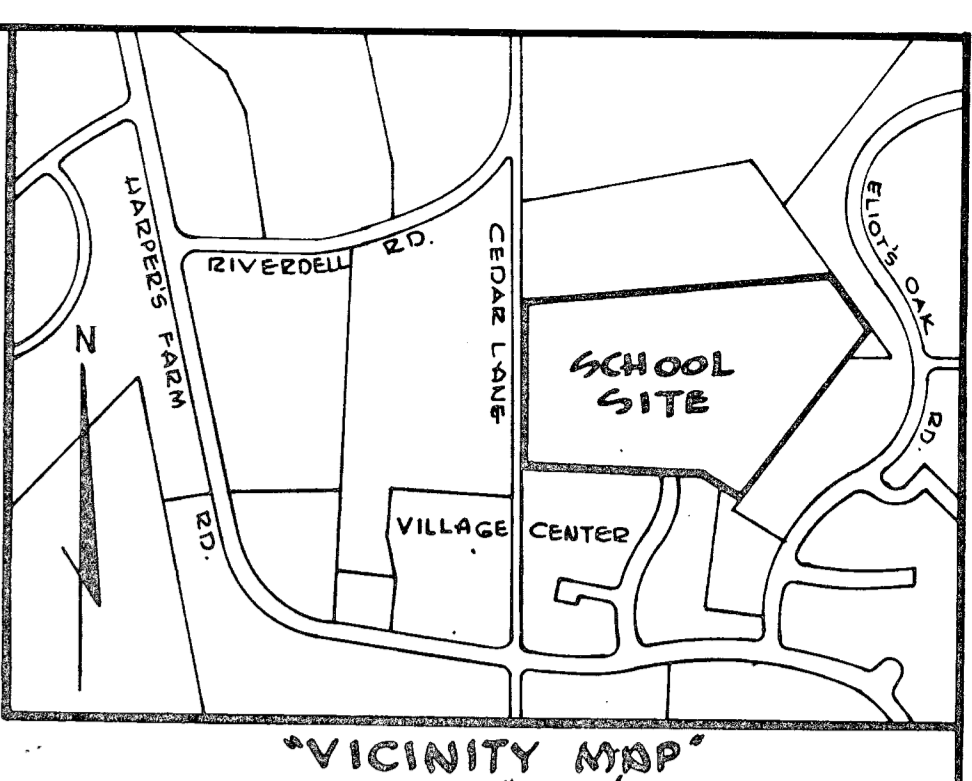 HARPER'S FARM
RD.
N
RIVERDELL RD.
CEDAR LANE
ELIOT'S OAK
RD.
SCHOOL
SITE
VILLAGE CENTER
"VICINITY MAP"